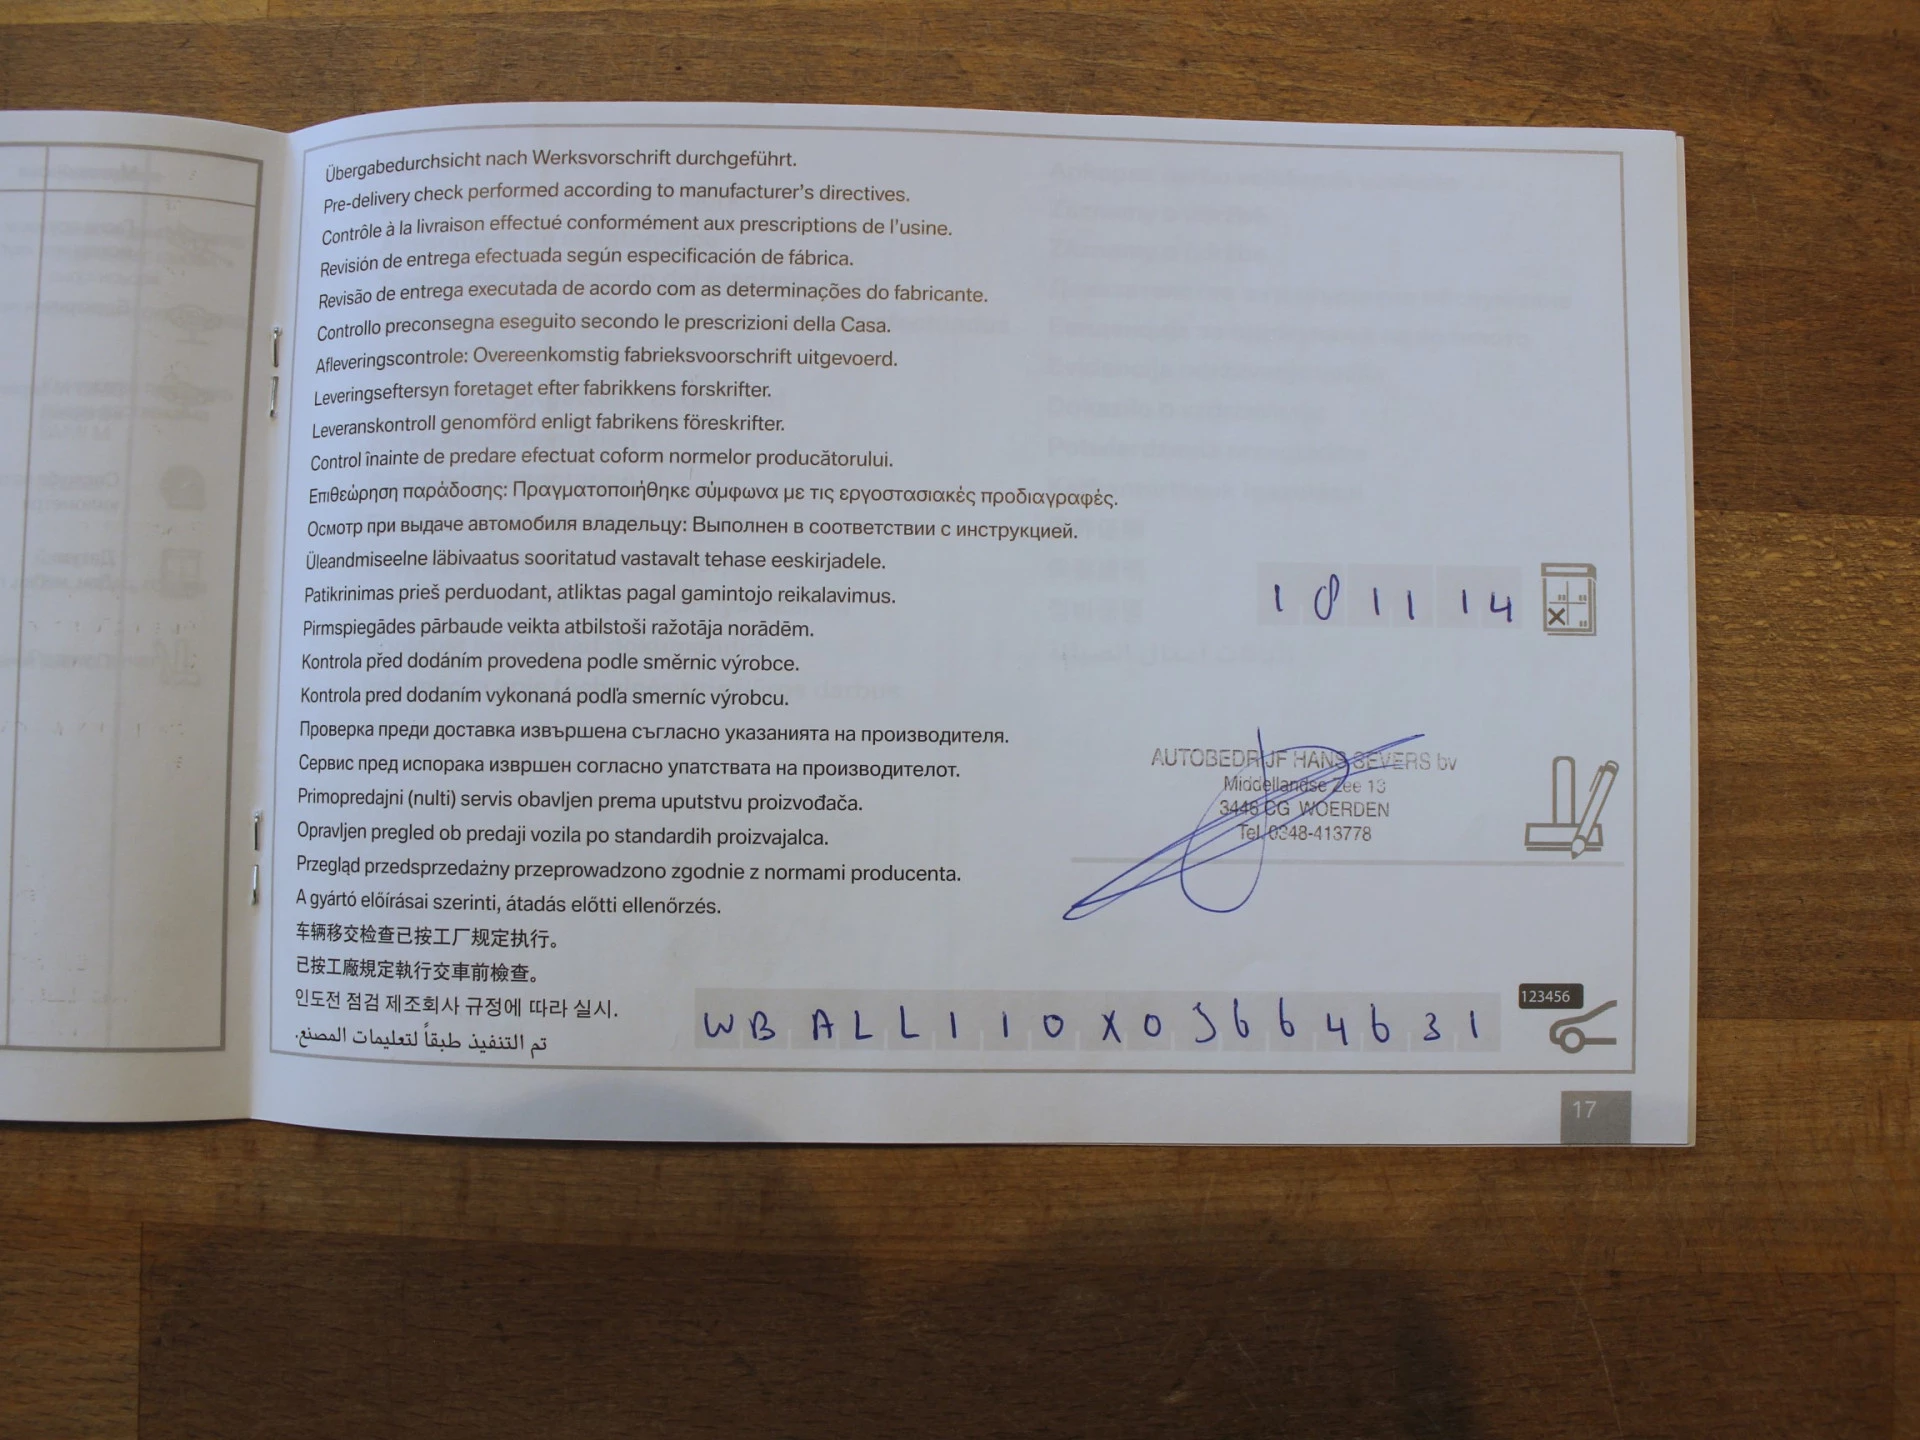 Übergabedurchsicht nach Werksvorschrift durchgeführt.
Pre-delivery check performed according to manufacturer's directives.
Contrôle à la livraison effectué conformément aux prescriptions de l'usine.
Revisión de entrega efectuada según especificación de fábrica.
Revisão de entrega executada de acordo com as determinações do fabricante.
Controllo preconsegna eseguito secondo le prescrizioni della Casa.
Afleveringscontrole: Overeenkomstig fabrieksvoorschrift uitgevoerd.
Leveringseftersyn foretaget efter fabrikkens forskrifter.
Leveranskontroll genomförd enligt fabrikens föreskrifter.
Control înainte de predare efectuat coform normelor producătorului.
Επιθεώρηση παράδοσης: Πραγματοποιήθηκε σύμφωνα με τις εργοστασιακές προδιαγραφές.
Осмотр при выдаче автомобиля владельцу: Выполнен в соответствии с инструкцией.
Üleandmiseelne läbivaatus sooritatud vastavalt tehase eeskirjadele.
Patikrinimas prieš perduodant, atliktas pagal gamintojo reikalavimus.
Pirmspiegādes pārbaude veikta atbilstoši ražotāja norādēm.
Kontrola před dodáním provedena podle směrnic výrobce.
Kontrola pred dodaním vykonaná podľa smerníc výrobcu.
Проверка преди доставка извършена съгласно указанията на производителя.
Сервис пред испорака извршен согласно упатствата на производителот.
Primopredajni (nulti) servis obavljen prema uputstvu proizvođača.
Opravljen pregled ob predaji vozila po standardih proizvajalca.
Przegląd przedsprzedażny przeprowadzono zgodnie z normami producenta.
A gyártó előírásai szerinti, átadás előtti ellenőrzés.
车辆移交检查已按工厂规定执行。
已按工廠規定執行交車前檢查。
인도전 점검 제조회사 규정에 따라 실시.
تم التنفيذ طبقاً لتعليمات المصنع.
18 11 14
AUTOBEDRIJF HANS SEVERS bv
Middellandse Zee 13
3446 CG WOERDEN
Tel. 0348-413778
123456
WBALL110X0J664631
17